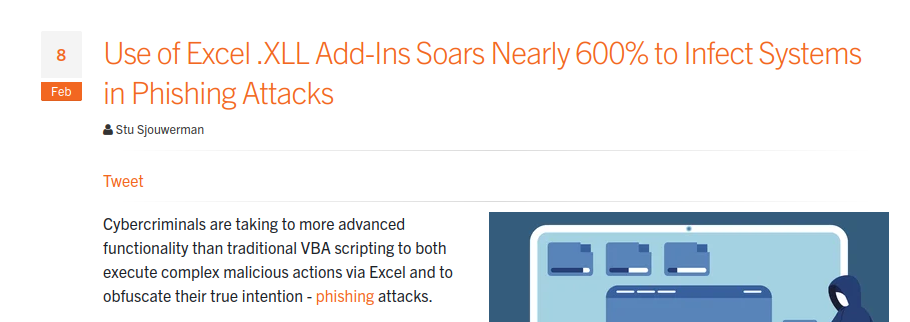 8
Feb
Use of Excel .XLL Add-Ins Soars Nearly 600% to Infect Systems
in Phishing Attacks
Stu Sjouwerman
Tweet
Cybercriminals are taking to more advanced
functionality than traditional VBA scripting to both
execute complex malicious actions via Excel and to
obfuscate their true intention - phishing attacks.